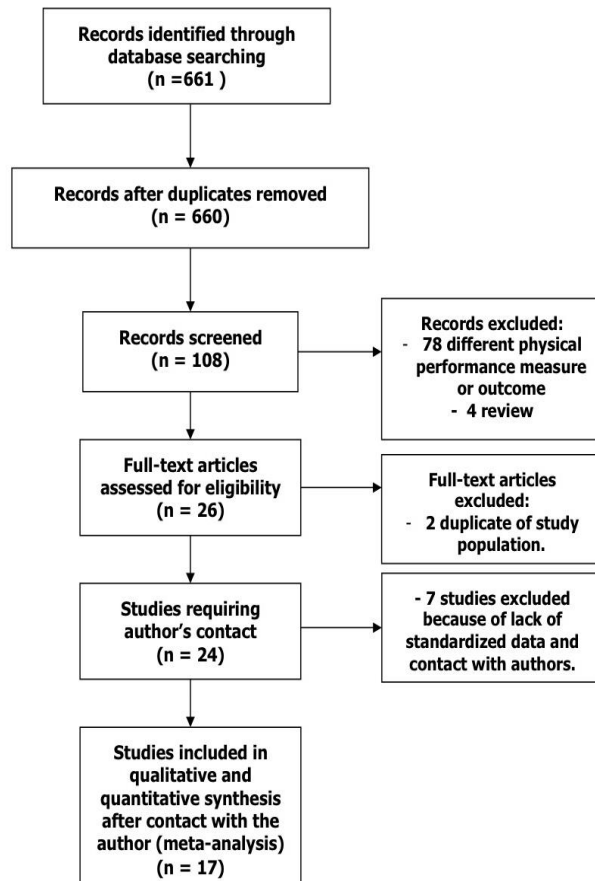 Records identified through
database searching
(n =661 )
Records after duplicates removed
(n = 660)
Records screened
(n = 108)
Records excluded:
- 78 different physical
performance measure
or outcome
- 4 review
Full-text articles
assessed for eligibility
(n = 26)
Full-text articles
excluded:
- 2 duplicate of study
population.
Studies requiring
author's contact
(n = 24)
- 7 studies excluded
because of lack of
standardized data and
contact with authors.
Studies included in
qualitative and
quantitative synthesis
after contact with the
author (meta-analysis)
(n = 17)